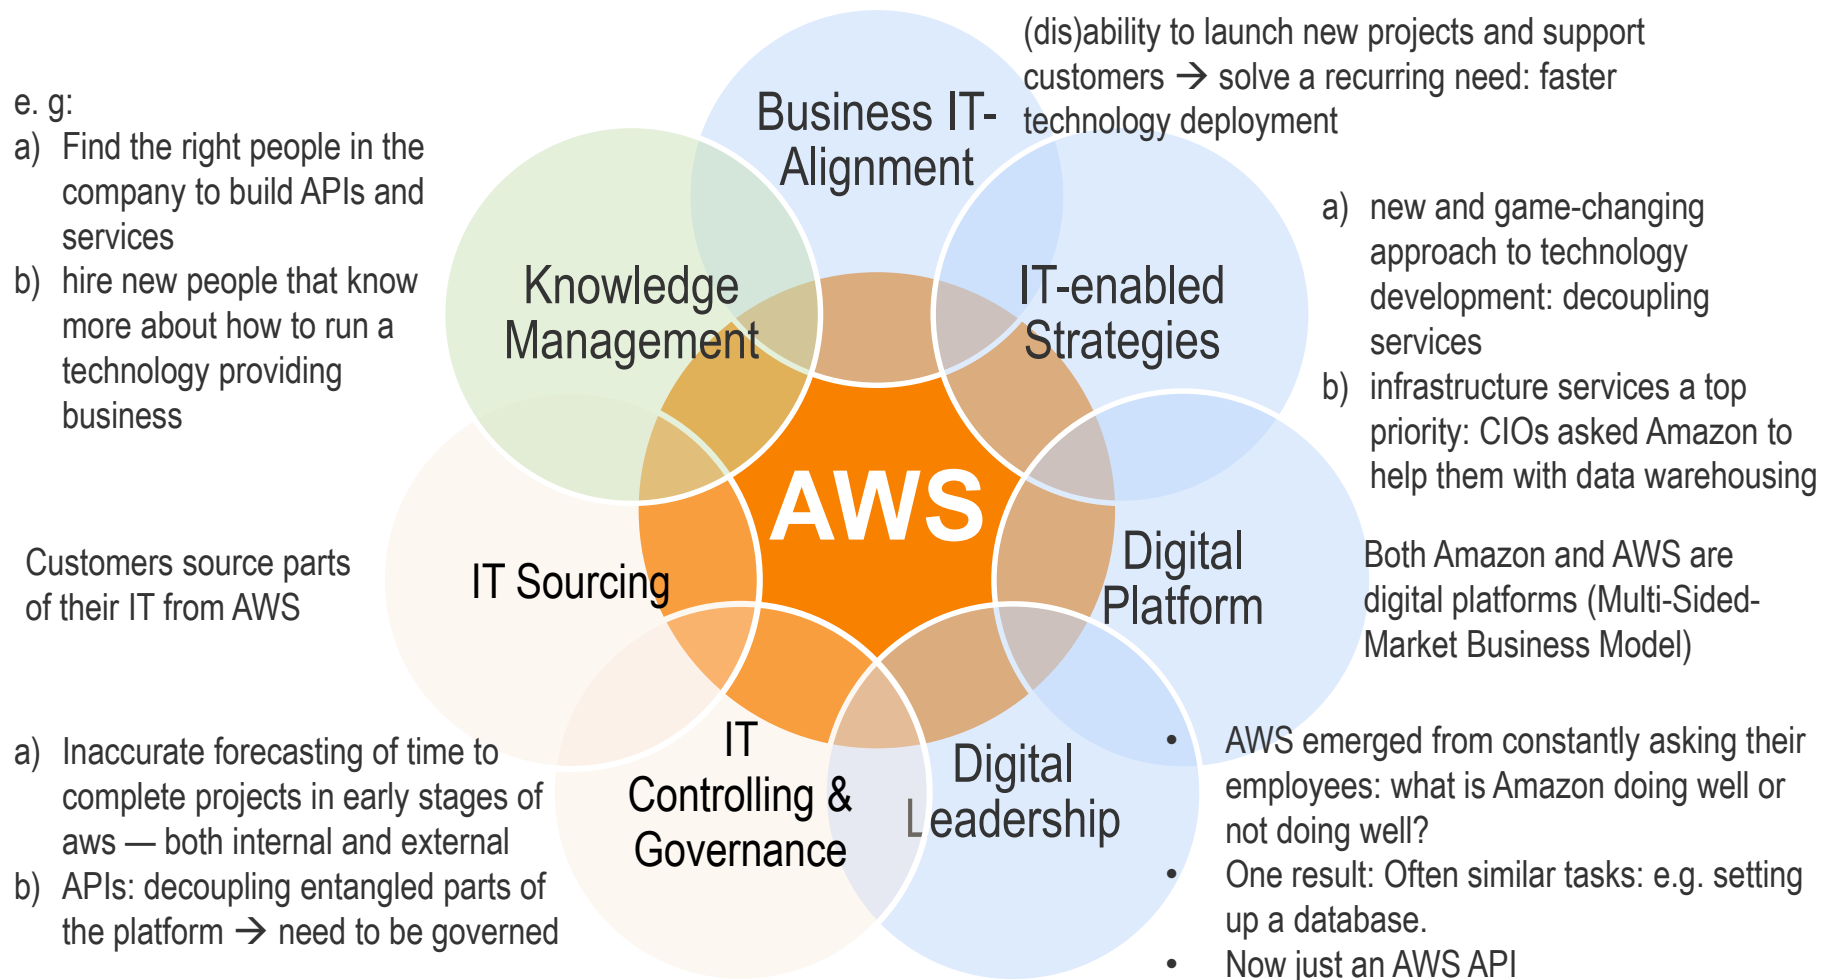 (dis)ability to launch new projects and support
customers → solve a recurring need: faster
technology deployment
Business IT-
Alignment
e. g:
a) Find the right people in the
company to build APIs and
services
b) hire new people that know
more about how to run a
technology providing
business
Knowledge
Management
IT-enabled
Strategies
a) new and game-changing
approach to technology
development: decoupling
services
b) infrastructure services a top
priority: CIOs asked Amazon to
help them with data warehousing
AWS
Customers source parts
of their IT from AWS
IT Sourcing
Digital
Platform
Both Amazon and AWS are
digital platforms (Multi-Sided-
Market Business Model)
a) Inaccurate forecasting of time to
complete projects in early stages of
aws — both internal and external
b) APIs: decoupling entangled parts of
the platform → need to be governed
IT
Controlling &
Governance
Digital
Leadership
• AWS emerged from constantly asking their
employees: what is Amazon doing well or
not doing well?
• One result: Often similar tasks: e.g. setting
up a database.
• Now just an AWS API